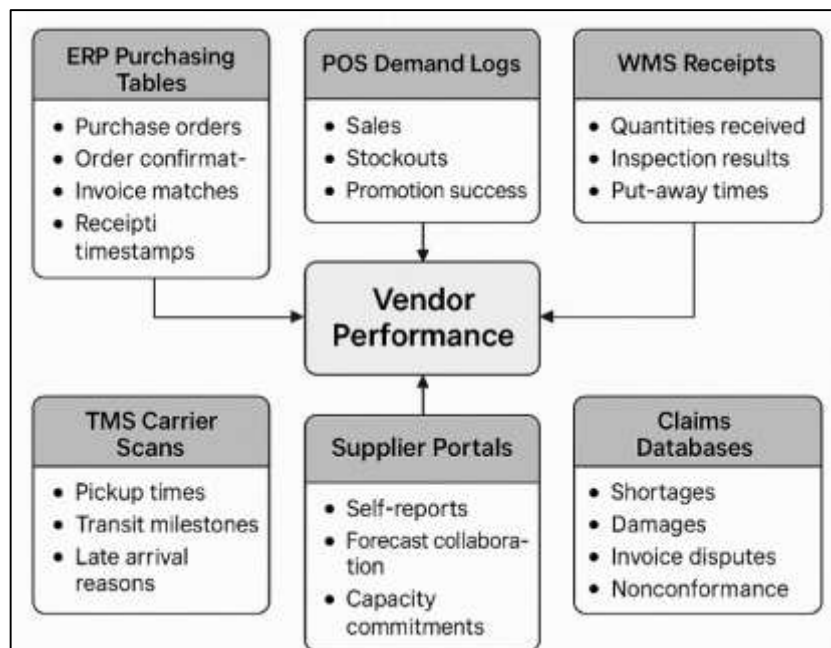 ERP Purchasing
Tables
• Purchase orders
• Order confirmat-
• Invoice matches
• Receipti
timestamps
POS Demand Logs
• Sales
• Stockouts
• Promotion success
WMS Receipts
• Quantities received
• Inspection results
• Put-away times
Vendor
Performance
TMS Carrier
Scans
• Pickup times
• Transit milestones
• Late arrival
reasons
Supplier Portals
• Self-reports
• Forecast collabora-
tion
• Capacity
commitments
Claims
Databases
• Shortages
• Damages
• Invoice disputes
• Nonconformance